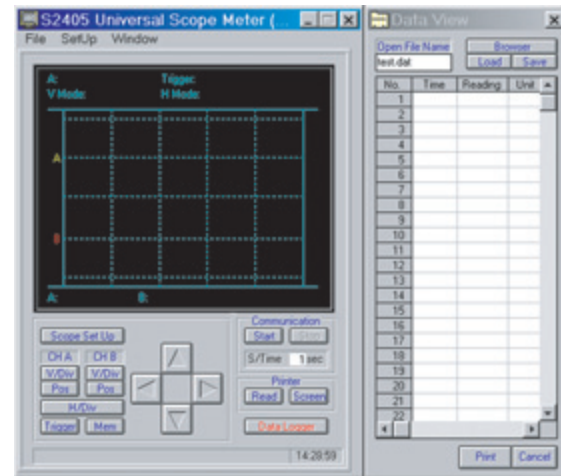 S2405 Universal Scope Meter (...
File SetUp Window
A: Trigger:
V Mode: H Mode:
A
B
A: B:
Scope Set Up
CH A CH B
V/Div V/Div
Pos Pos
H/Div
Trigger Mem
Communication
Start Stop
S/Time 1 sec
Printer
Read Screen
Data Logger
14:28:59
Data View
Open File Name Browser
test.dat Load Save
No. Time Reading Unit
1
2
3
4
5
6
7
8
9
10
11
12
13
14
15
16
17
18
19
20
21
22
Print Cancel